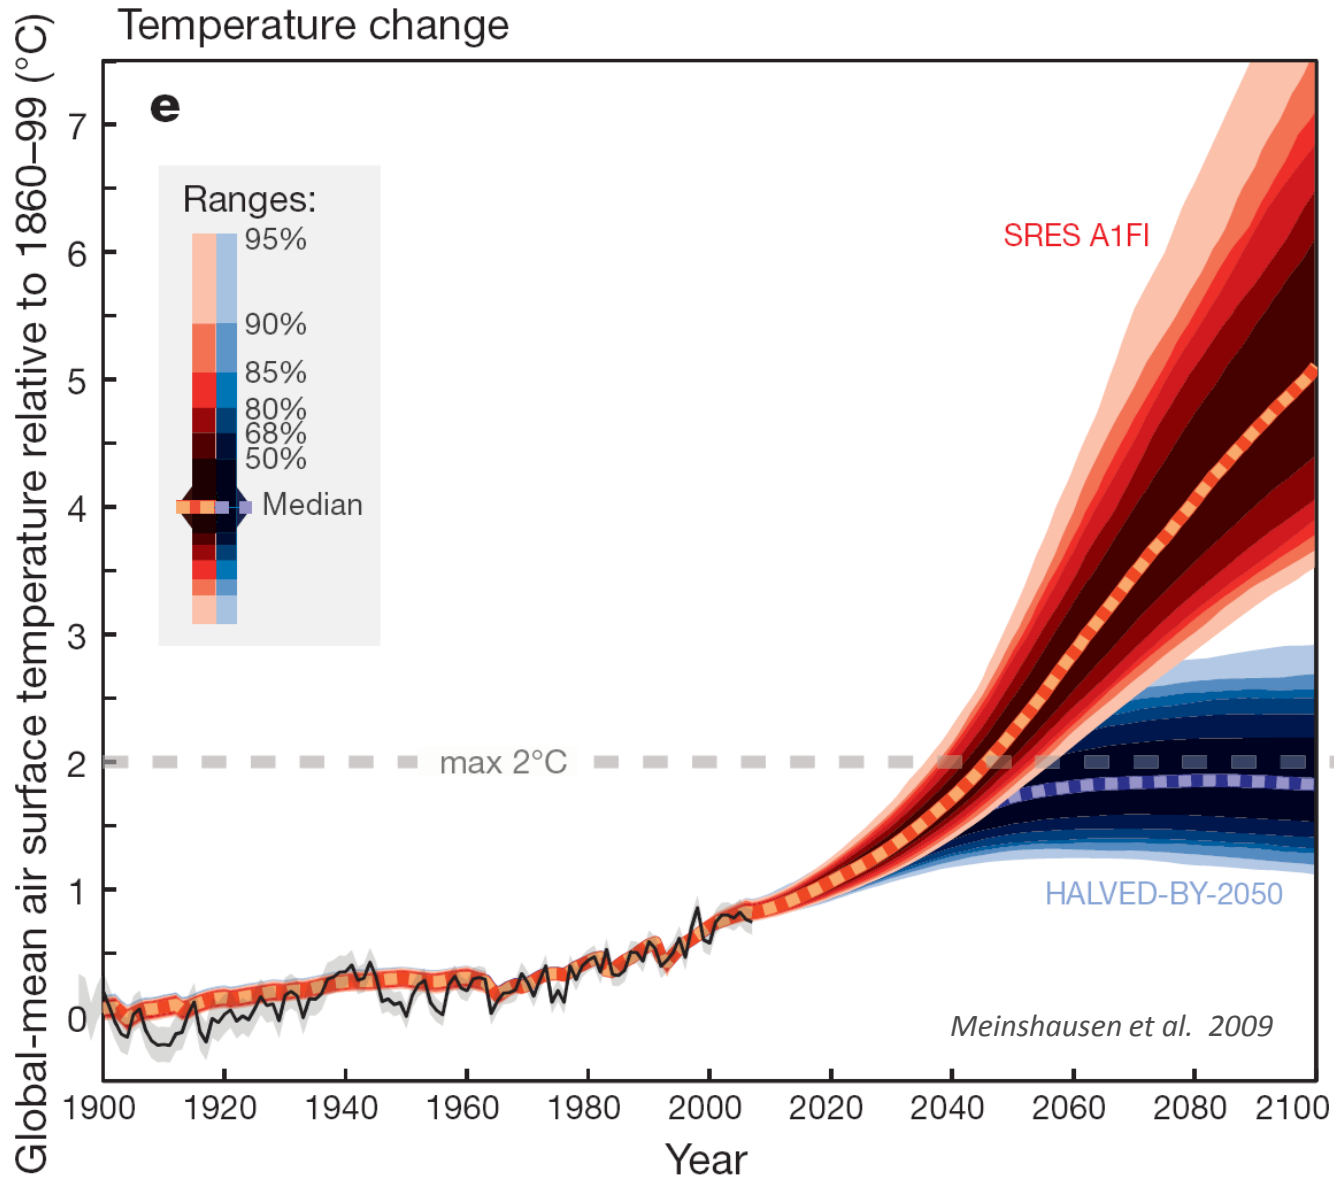 Temperature change
Global-mean air surface temperature relative to 1860–99 (°C)
e
7
6
5
4
3
2
1
0
Ranges:
95%
90%
85%
80%
68%
50%
Median
SRES A1FI
max 2°C
HALVED-BY-2050
Meinshausen et al. 2009
1900 1920 1940 1960 1980 2000 2020 2040 2060 2080 2100
Year